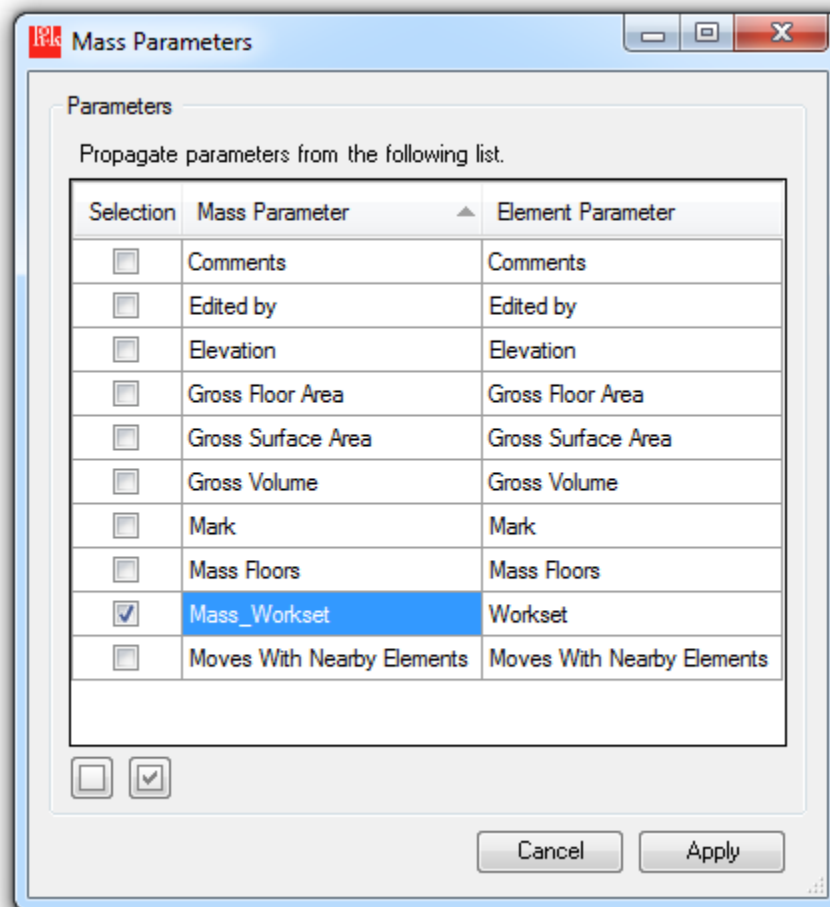 Mass Parameters
Parameters
Propagate parameters from the following list.
Selection Mass Parameter Element Parameter
Comments Comments
Edited by Edited by
Elevation Elevation
Gross Floor Area Gross Floor Area
Gross Surface Area Gross Surface Area
Gross Volume Gross Volume
Mark Mark
Mass Floors Mass Floors
Mass_Workset Workset
Moves With Nearby Elements Moves With Nearby Elements
Cancel Apply